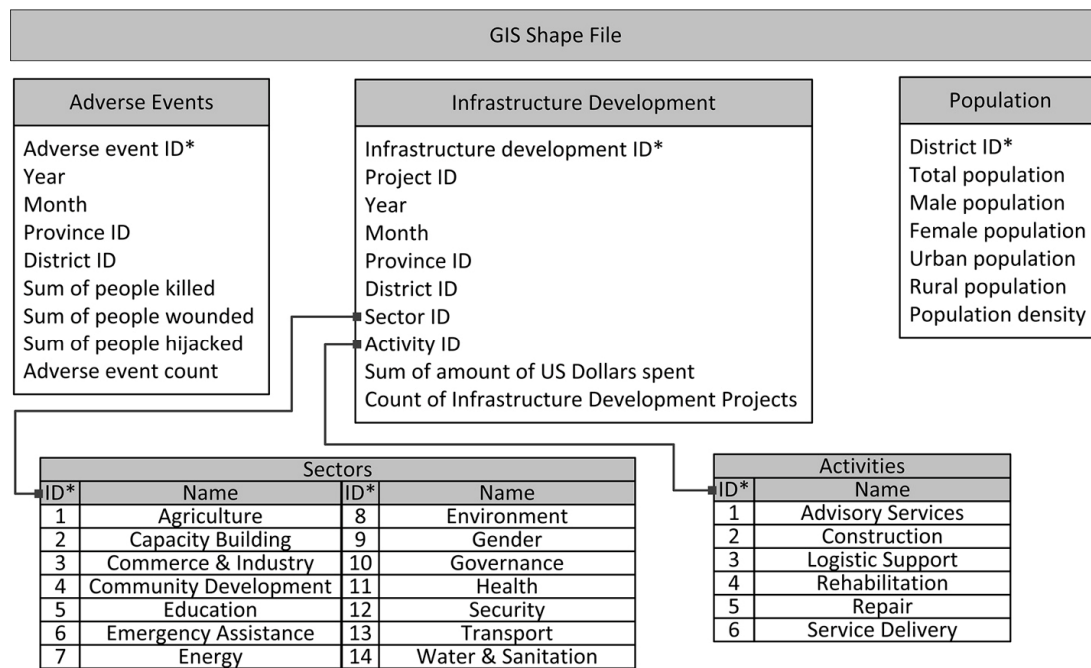 GIS Shape File
Adverse Events
Adverse event ID*
Year
Month
Province ID
District ID
Sum of people killed
Sum of people wounded
Sum of people hijacked
Adverse event count
Infrastructure Development
Infrastructure development ID*
Project ID
Year
Month
Province ID
District ID
Sector ID
Activity ID
Sum of amount of US Dollars spent
Count of Infrastructure Development Projects
Population
District ID*
Total population
Male population
Female population
Urban population
Rural population
Population density
Sectors
ID* Name ID* Name
1 Agriculture 8 Environment
2 Capacity Building 9 Gender
3 Commerce & Industry 10 Governance
4 Community Development 11 Health
5 Education 12 Security
6 Emergency Assistance 13 Transport
7 Energy 14 Water & Sanitation
Activities
ID* Name
1 Advisory Services
2 Construction
3 Logistic Support
4 Rehabilitation
5 Repair
6 Service Delivery